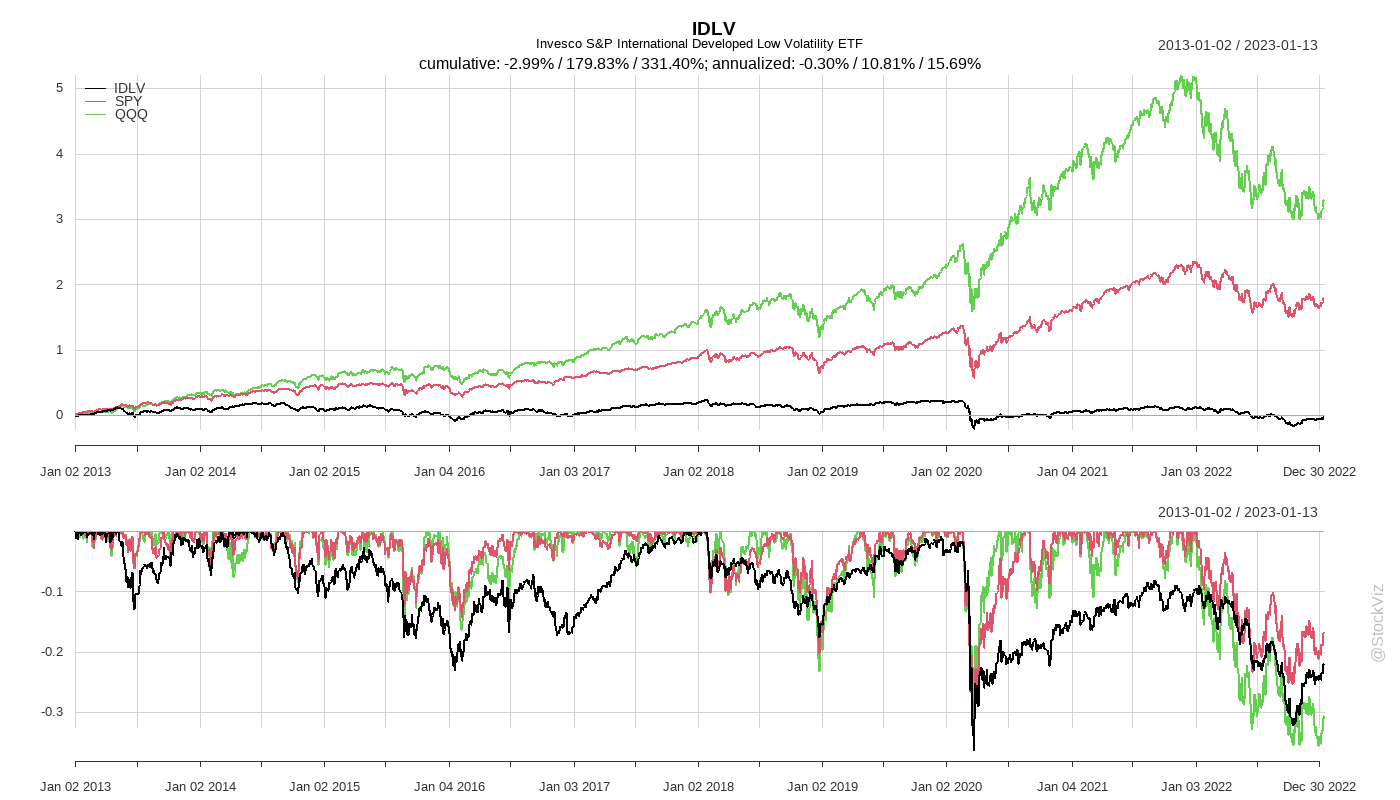 IDLV
Invesco S&P International Developed Low Volatility ETF
2013-01-02 / 2023-01-13
cumulative: -2.99% / 179.83% / 331.40%; annualized: -0.30% / 10.81% / 15.69%
IDLV
SPY
QQQ
5
4
3
2
1
0
Jan 02 2013 Jan 02 2014 Jan 02 2015 Jan 04 2016 Jan 03 2017 Jan 02 2018 Jan 02 2019 Jan 02 2020 Jan 04 2021 Jan 03 2022 Dec 30 2022
2013-01-02 / 2023-01-13
-0.1
-0.2
-0.3
Jan 02 2013 Jan 02 2014 Jan 02 2015 Jan 04 2016 Jan 03 2017 Jan 02 2018 Jan 02 2019 Jan 02 2020 Jan 04 2021 Jan 03 2022 Dec 30 2022
@StockViz